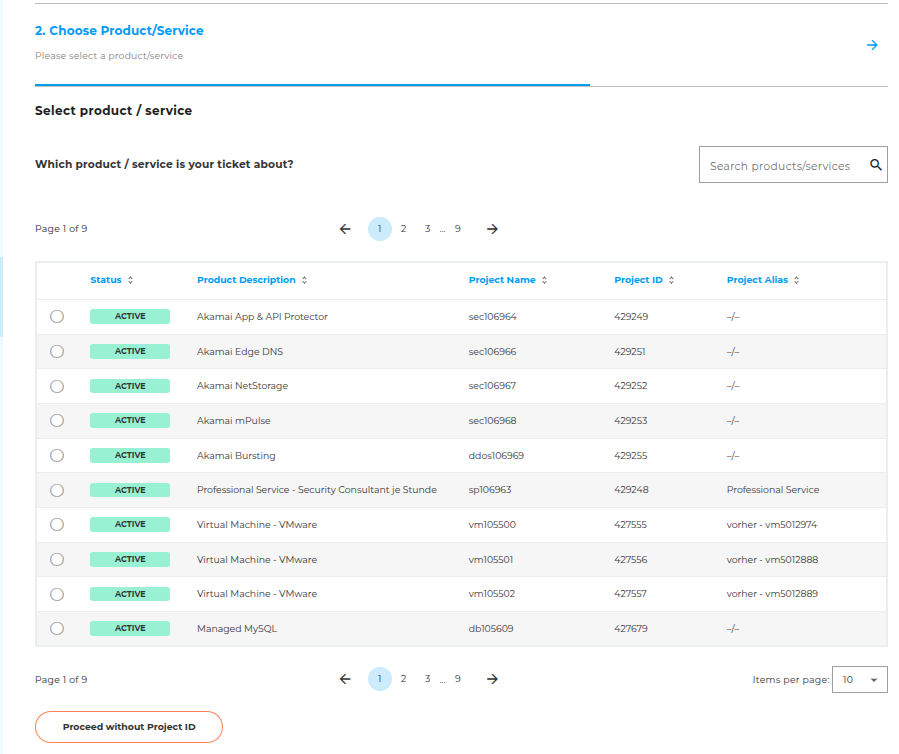 2. Choose Product/Service
Please select a product/service
Select product / service
Which product / service is your ticket about?
Search products/services
Page 1 of 9
1 2 3 ... 9
Status Product Description Project Name Project ID Project Alias
ACTIVE Akamai App & API Protector sec106964 429249 -/-
ACTIVE Akamai Edge DNS sec106966 429251 -/-
ACTIVE Akamai NetStorage sec106967 429252 -/-
ACTIVE Akamai mPulse sec106968 429253 -/-
ACTIVE Akamai Bursting ddos106969 429255 -/-
ACTIVE Professional Service - Security Consultant je Stunde sp106963 429248 Professional Service
ACTIVE Virtual Machine - VMware vm105500 427555 vorher - vm5012974
ACTIVE Virtual Machine - VMware vm105501 427556 vorher - vm5012888
ACTIVE Virtual Machine - VMware vm105502 427557 vorher - vm5012889
ACTIVE Managed MySQL db105609 427679 -/-
Page 1 of 9
1 2 3 ... 9
Items per page: 10
Proceed without Project ID